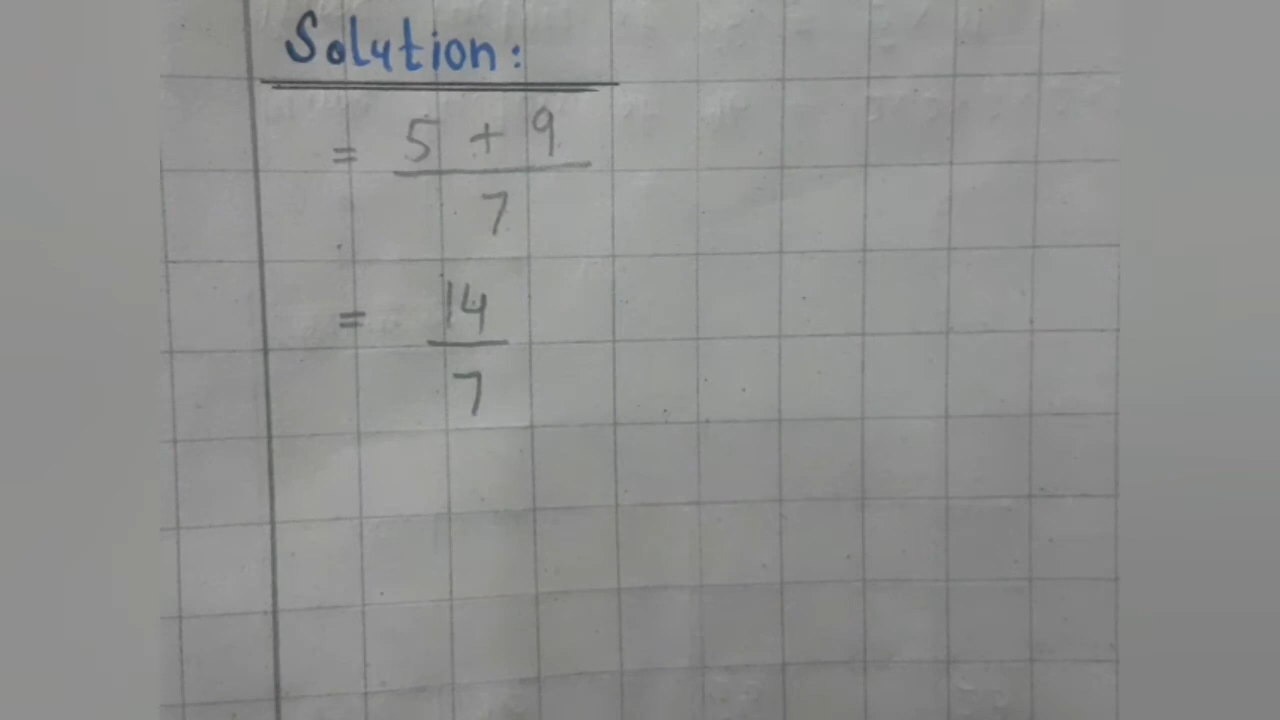 Solution:
= 5 + 9
7
= 14
7